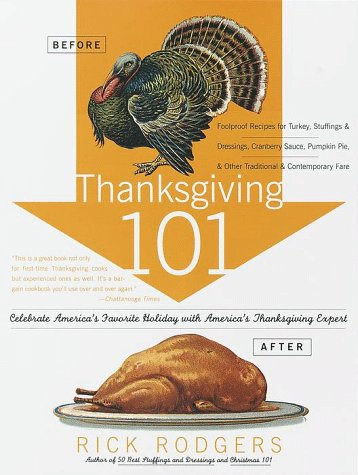 BEFORE
Foolproof Recipes for Turkey, Stuffings &
Dressings, Cranberry Sauce, Pumpkin Pie,
& Other Traditional & Contemporary Fare
Thanksgiving
101
"This is a great book not only
for first-time Thanksgiving cooks
but experienced ones as well. It's a bar-
gain cookbook you'll use over and over again."
—Chattanooga Times
Celebrate America's Favorite Holiday with America's Thanksgiving Expert
AFTER
RICK RODGERS
Author of 50 Best Stuffings and Dressings and Christmas 101